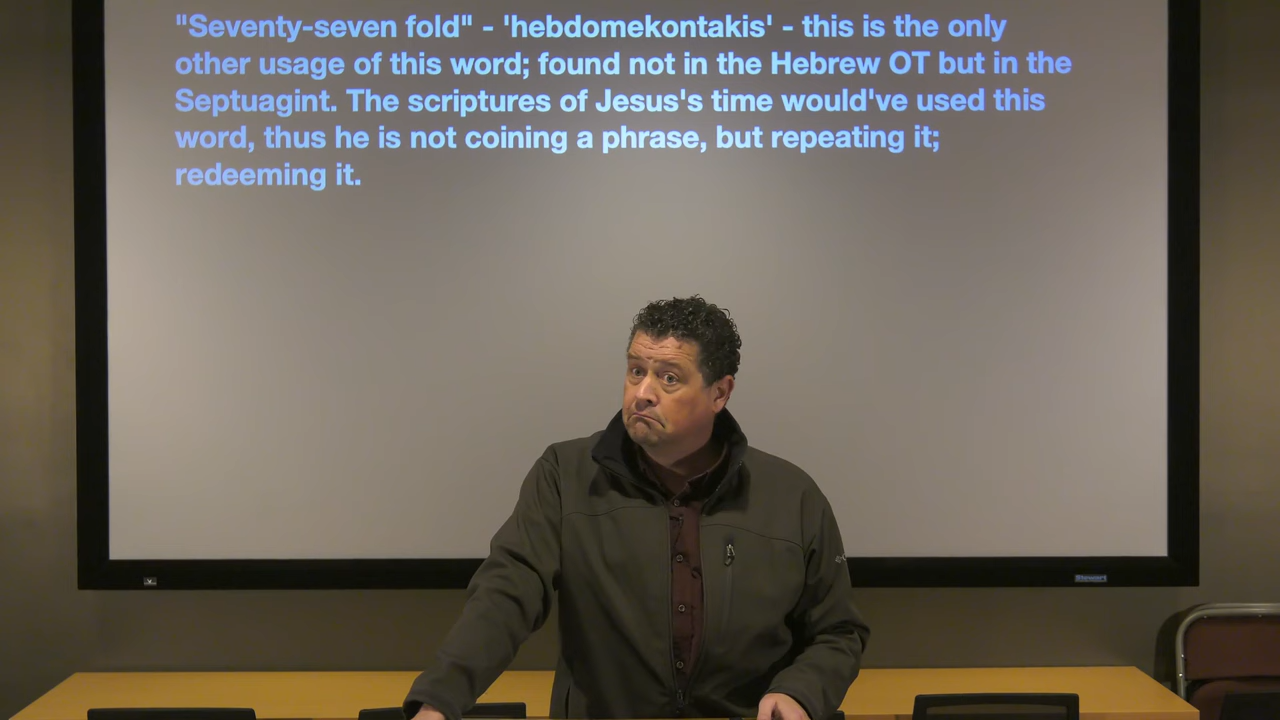 "Seventy-seven fold" - 'hebdomekontakis' - this is the only
other usage of this word; found not in the Hebrew OT but in the
Septuagint. The scriptures of Jesus's time would've used this
word, thus he is not coining a phrase, but repeating it;
redeeming it.
Stewart